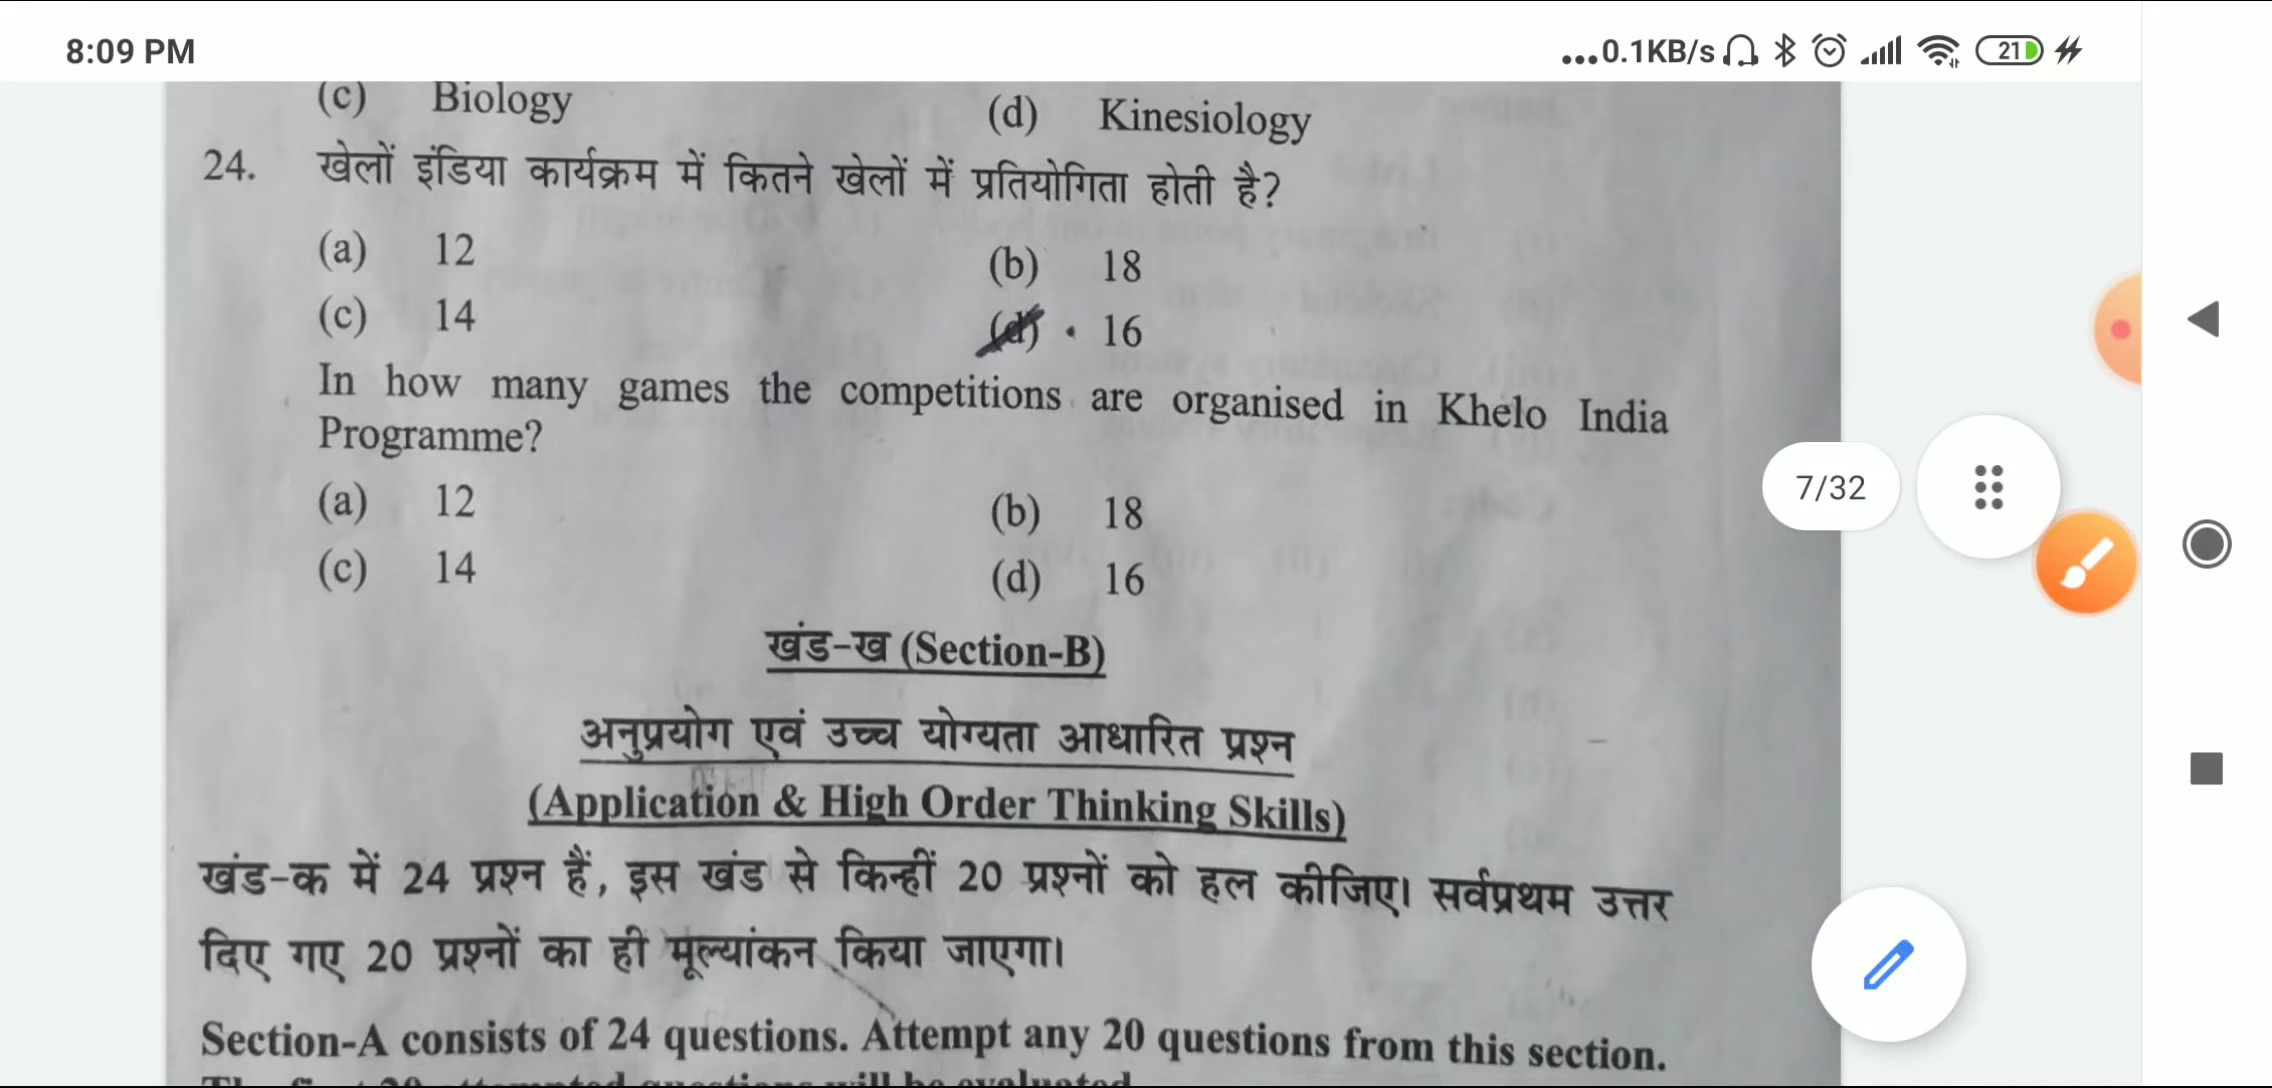 8:09 PM
...0.1KB/s
21
(c) Biology
(d) Kinesiology
24. खेलों इंडिया कार्यक्रम में कितने खेलों में प्रतियोगिता होती है?
(a) 12
(b) 18
(c) 14
(d) 16
In how many games the competitions are organised in Khelo India
Programme?
(a) 12
(b) 18
(c) 14
(d) 16
7/32
खंड-ख (Section-B)
अनुप्रयोग एवं उच्च योग्यता आधारित प्रश्न
(Application & High Order Thinking Skills)
खंड-क में 24 प्रश्न हैं, इस खंड से किन्हीं 20 प्रश्नों को हल कीजिए। सर्वप्रथम उत्तर
दिए गए 20 प्रश्नों का ही मूल्यांकन किया जाएगा।
Section-A consists of 24 questions. Attempt any 20 questions from this section.